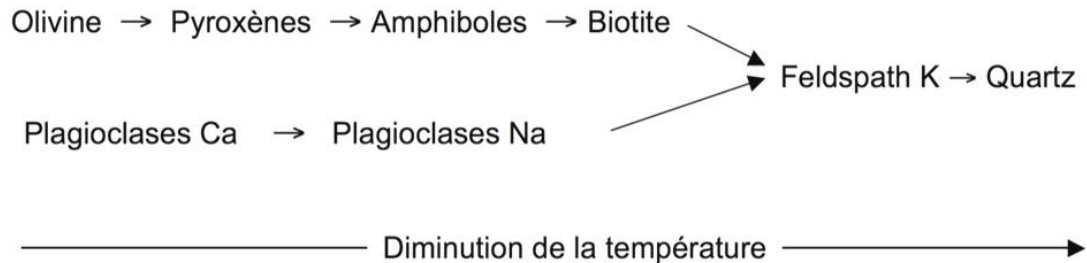 Olivine → Pyroxènes → Amphiboles → Biotite
Feldspath K → Quartz
Plagioclases Ca → Plagioclases Na
Diminution de la température